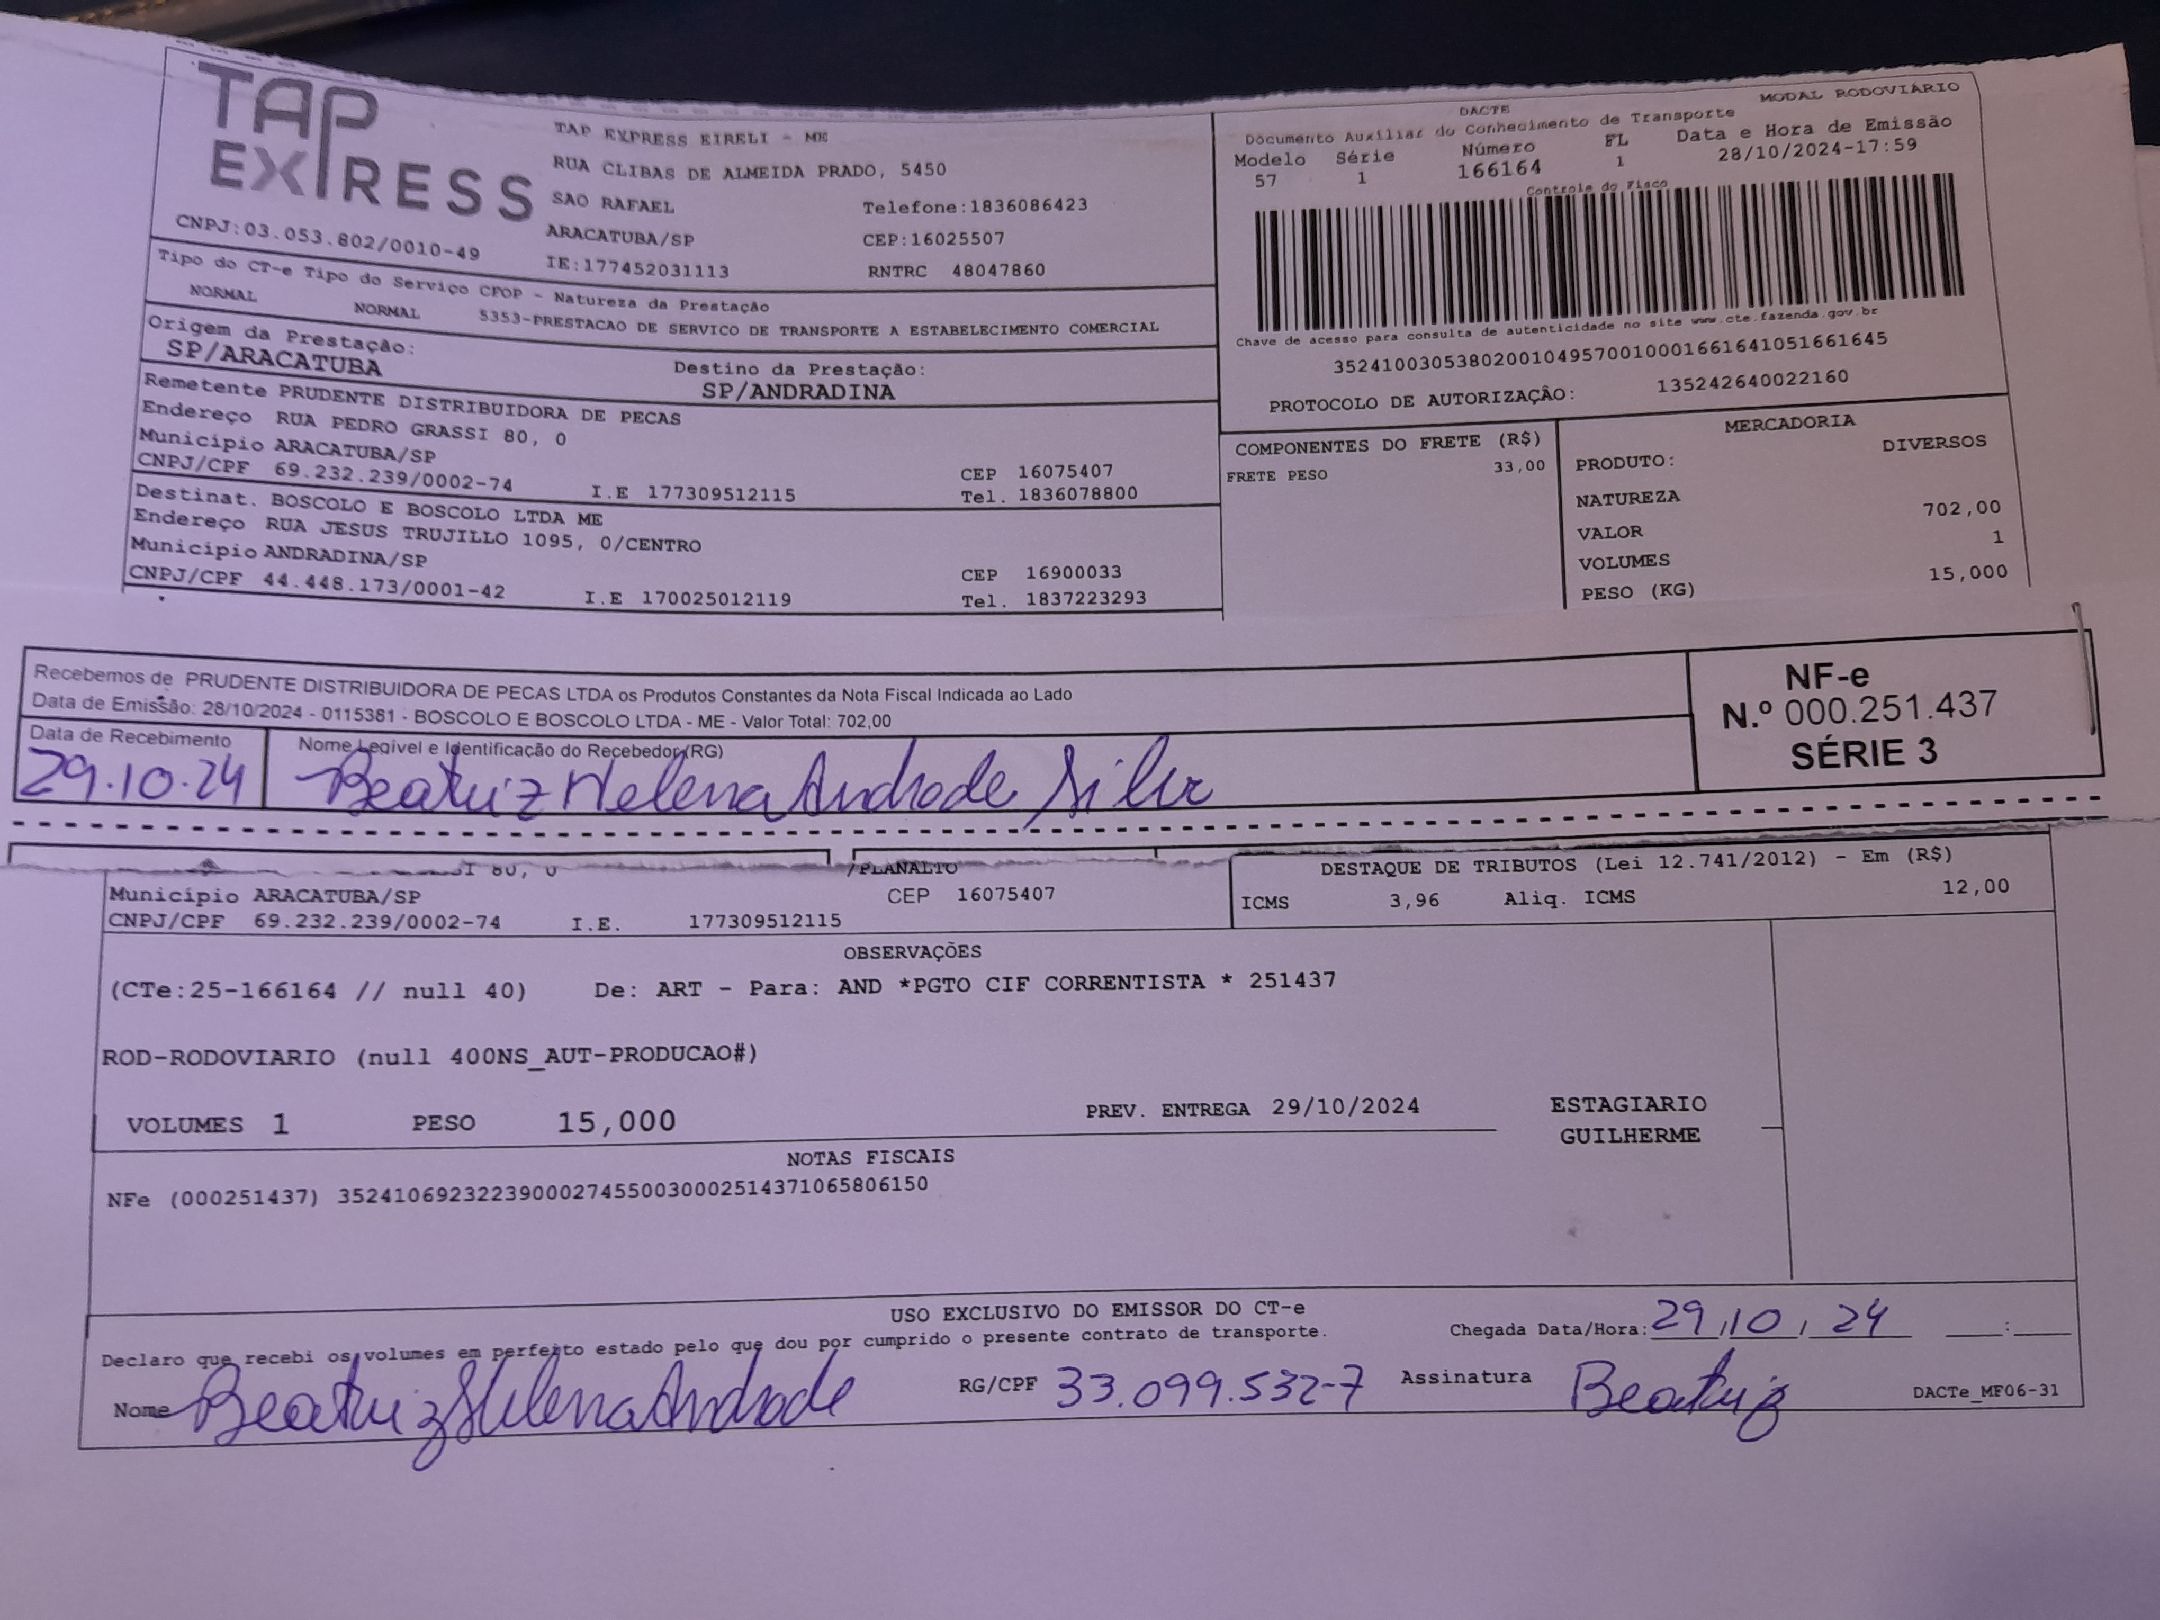 TAP EXPRESS
TAP EXPRESS EIRELI - ME
RUA CLIBAS DE ALMEIDA PRADO, 5450
SAO RAFAEL Telefone:1836086423
ARACATUBA/SP CEP:16025507
CNPJ:03.053.802/0010-49 IE:177452031113 RNTRC 48047860
Tipo do CT-e Tipo do Serviço CFOP - Natureza da Prestação
NORMAL NORMAL 5353-PRESTACAO DE SERVICO DE TRANSPORTE A ESTABELECIMENTO COMERCIAL
Origem da Prestação: Destino da Prestação:
SP/ARACATUBA SP/ANDRADINA
Remetente PRUDENTE DISTRIBUIDORA DE PECAS
Endereço RUA PEDRO GRASSI 80, 0
Município ARACATUBA/SP CEP 16075407
CNPJ/CPF 69.232.239/0002-74 I.E 177309512115 Tel. 1836078800
Destinat. BOSCOLO E BOSCOLO LTDA ME
Endereço RUA JESUS TRUJILLO 1095, 0/CENTRO
Município ANDRADINA/SP CEP 16900033
CNPJ/CPF 44.448.173/0001-42 I.E 170025012119 Tel. 1837223293
DACTE MODAL RODOVIÁRIO
Documento Auxiliar do Conhecimento de Transporte
Modelo Série Número FL Data e Hora de Emissão
57 1 166164 1 28/10/2024-17:59
Controle do Fisco
Chave de acesso para consulta de autenticidade no site www.cte.fazenda.gov.br
35241003053802001049570010001661641051661645
PROTOCOLO DE AUTORIZAÇÃO: 135242640022160
COMPONENTES DO FRETE (R$)
FRETE PESO 33,00
MERCADORIA
PRODUTO: DIVERSOS
NATUREZA
VALOR 702,00
VOLUMES 1
PESO (KG) 15,000
Recebemos de PRUDENTE DISTRIBUIDORA DE PECAS LTDA os Produtos Constantes da Nota Fiscal Indicada ao Lado
Data de Emissão: 28/10/2024 - 0115381 - BOSCOLO E BOSCOLO LTDA - ME - Valor Total: 702,00
Data de Recebimento Nome Legível e Identificação do Recebedor (RG)
29.10.24 Beatriz Helena Andrade Silva
NF-e
N.º 000.251.437
SÉRIE 3
/PLANALTO
Município ARACATUBA/SP CEP 16075407
CNPJ/CPF 69.232.239/0002-74 I.E. 177309512115
DESTAQUE DE TRIBUTOS (Lei 12.741/2012) - Em (R$)
ICMS 3,96 Aliq. ICMS 12,00
OBSERVAÇÕES
(CTe:25-166164 // null 40) De: ART - Para: AND *PGTO CIF CORRENTISTA * 251437
ROD-RODOVIARIO (null 400NS_AUT-PRODUCAO#)
VOLUMES 1 PESO 15,000 PREV. ENTREGA 29/10/2024 ESTAGIARIO
GUILHERME
NOTAS FISCAIS
NFe (000251437) 35241069232239000274550030002514371065806150
USO EXCLUSIVO DO EMISSOR DO CT-e
Declaro que recebi os volumes em perfeito estado pelo que dou por cumprido o presente contrato de transporte. Chegada Data/Hora: 29/10/24 :
Nome Beatriz Helena Andrade RG/CPF 33.099.532-7 Assinatura Beatriz DACTe_MF06-31